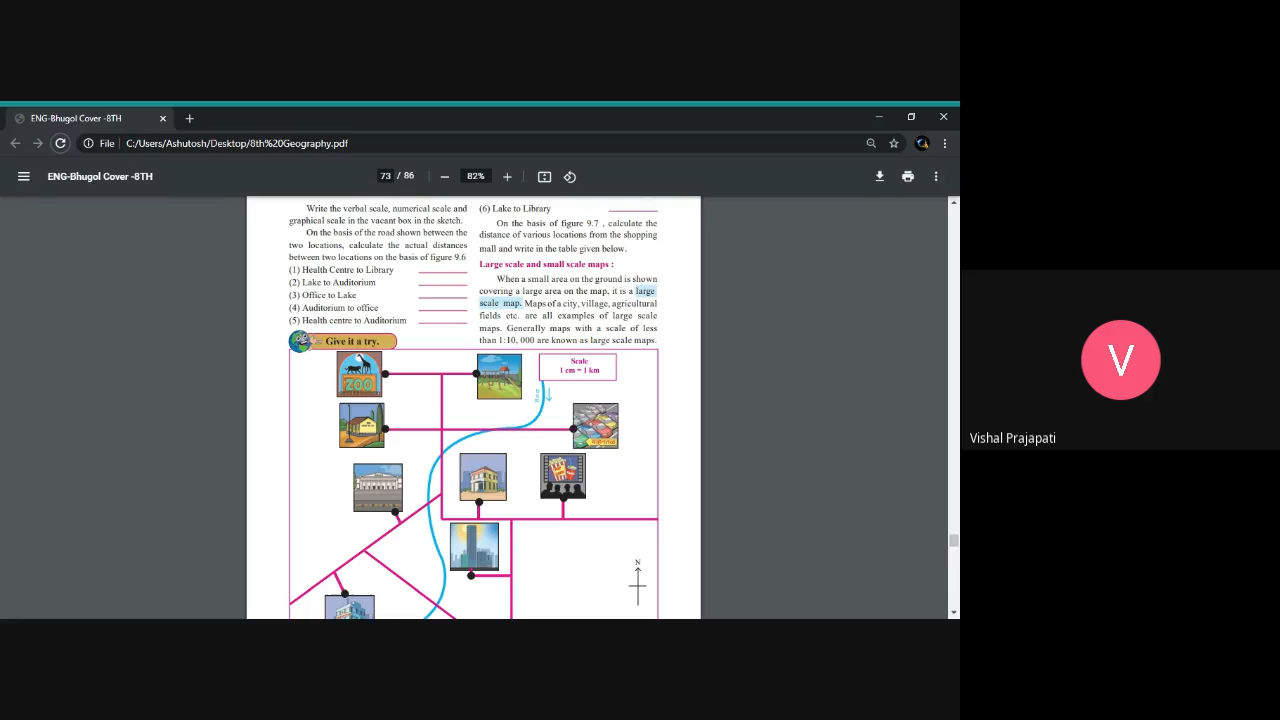 ENG-Bhugol Cover -8TH
File
C:/Users/Ashutosh/Desktop/8th%20Geography.pdf
ENG-Bhugol Cover -8TH
73 / 86
82%
Write the verbal scale, numerical scale and
graphical scale in the vacant box in the sketch.
On the basis of the road shown between the
two locations, calculate the actual distances
between two locations on the basis of figure 9.6
(1) Health Centre to Library
(2) Lake to Auditorium
(3) Office to Lake
(4) Auditorium to office
(5) Health centre to Auditorium
(6) Lake to Library
On the basis of figure 9.7 , calculate the
distance of various locations from the shopping
mall and write in the table given below.
Large scale and small scale maps :
When a small area on the ground is shown
covering a large area on the map, it is a large
scale map. Maps of a city, village, agricultural
fields etc. are all examples of large scale
maps. Generally maps with a scale of less
than 1:10, 000 are known as large scale maps.
Give it a try.
Scale
1 cm = 1 km
ZOO
River
N
V
Vishal Prajapati